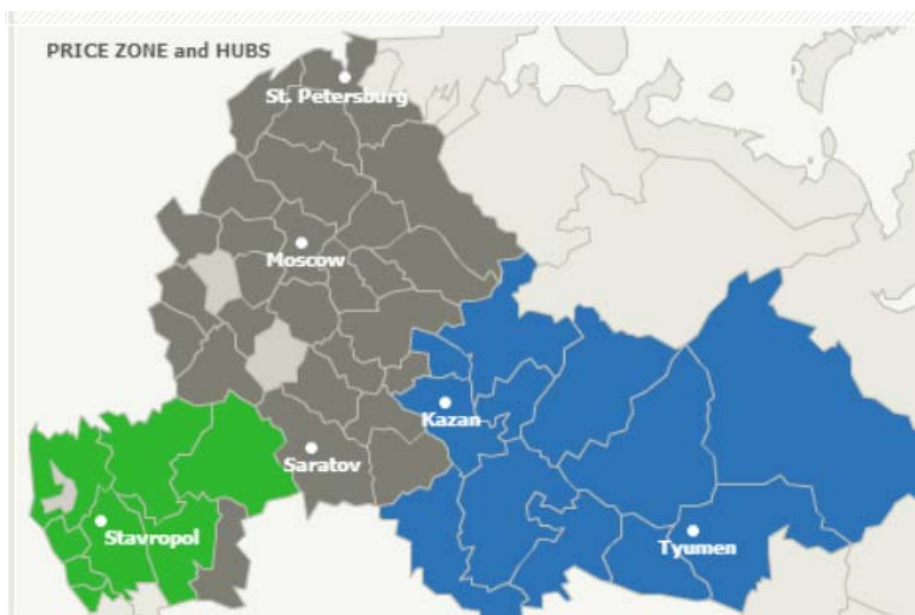 PRICE ZONE and HUBS
St. Petersburg
Moscow
Kazan
Saratov
Stavropol
Tyumen